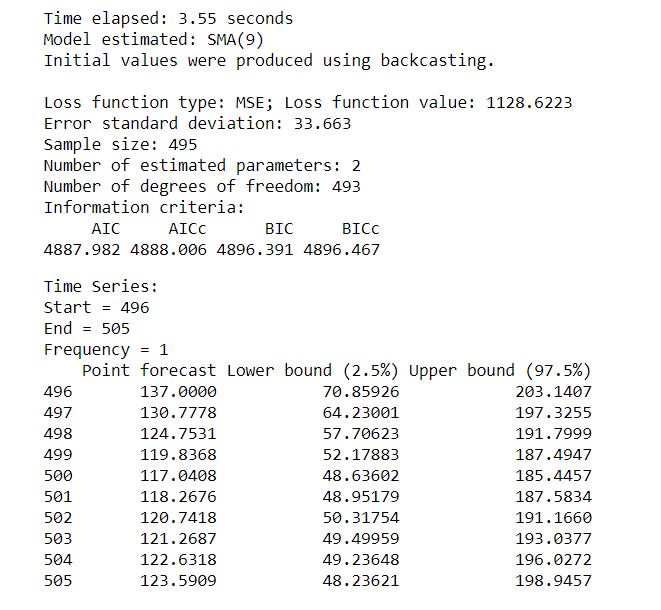 Time elapsed: 3.55 seconds
Model estimated: SMA(9)
Initial values were produced using backcasting.
Loss function type: MSE; Loss function value: 1128.6223
Error standard deviation: 33.663
Sample size: 495
Number of estimated parameters: 2
Number of degrees of freedom: 493
Information criteria:
AIC AICc BIC BICc
4887.982 4888.006 4896.391 4896.467
Time Series:
Start = 496
End = 505
Frequency = 1
Point forecast Lower bound (2.5%) Upper bound (97.5%)
496 137.0000 70.85926 203.1407
497 130.7778 64.23001 197.3255
498 124.7531 57.70623 191.7999
499 119.8368 52.17883 187.4947
500 117.0408 48.63602 185.4457
501 118.2676 48.95179 187.5834
502 120.7418 50.31754 191.1660
503 121.2687 49.49959 193.0377
504 122.6318 49.23648 196.0272
505 123.5909 48.23621 198.9457